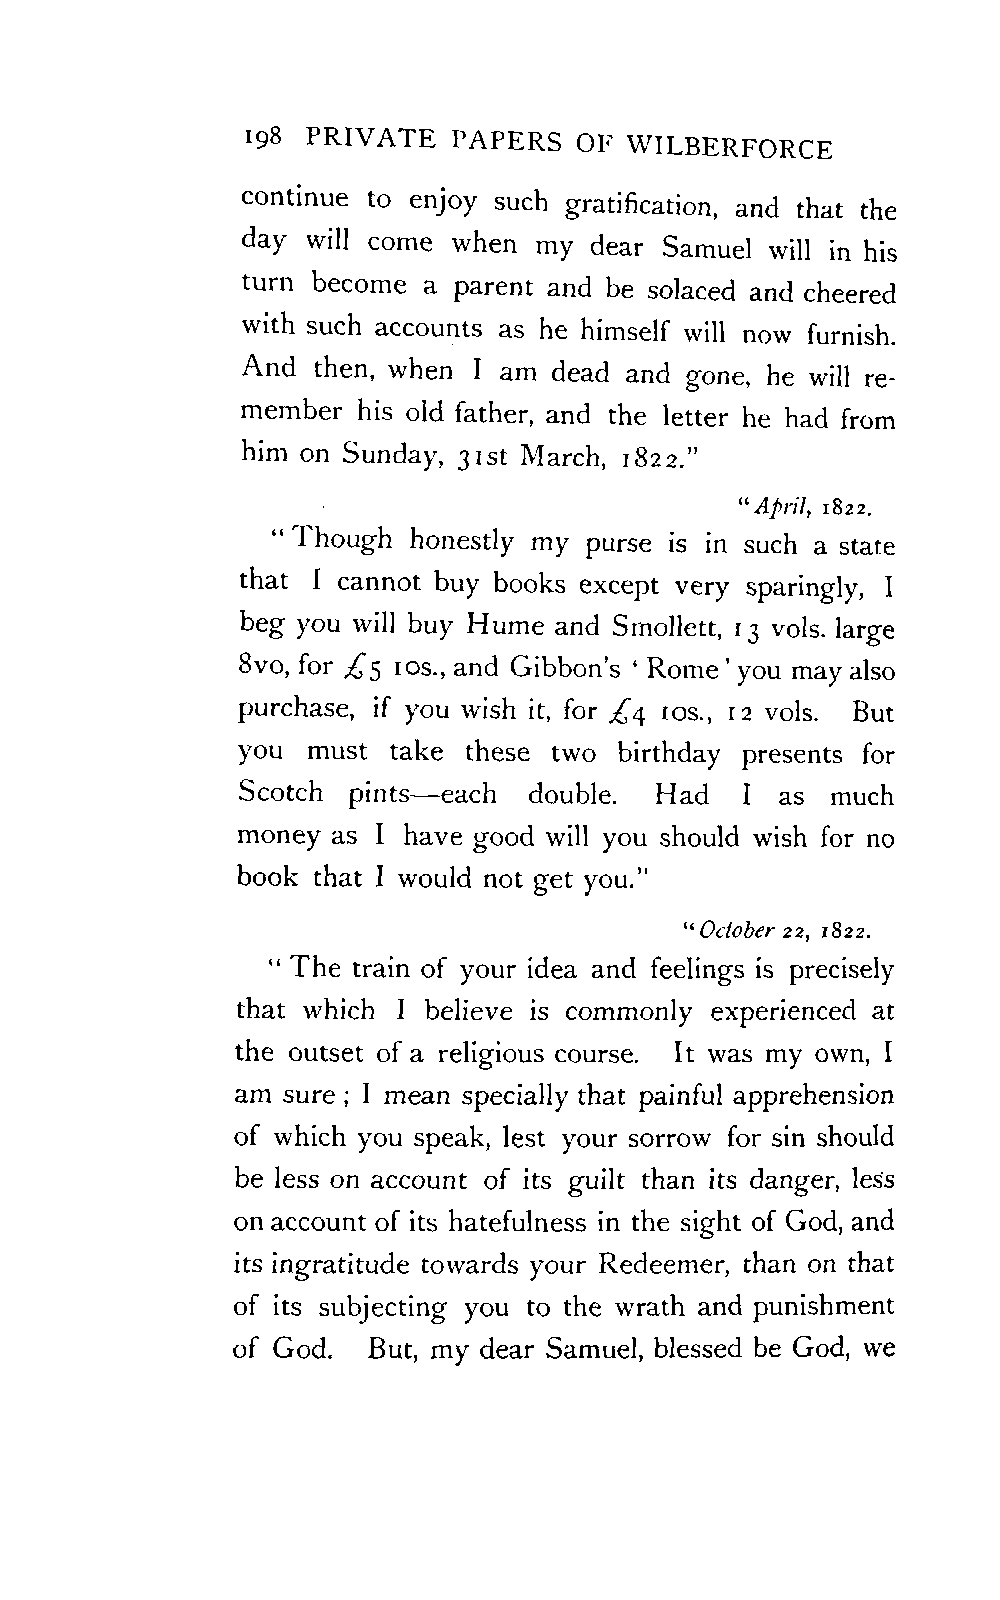 198 PRIVATE PAPERS OF WILBERFORCE
continue to enjoy such gratification, and that the
day will come when my dear Samuel will in his
turn become a parent and be solaced and cheered
with such accounts as he himself will now furnish.
And then, when I am dead and gone, he will re-
member his old father, and the letter he had from
him on Sunday, 31st March, 1822."
"April, 1822.
"Though honestly my purse is in such a state
that I cannot buy books except very sparingly, I
beg you will buy Hume and Smollett, 13 vols. large
8vo, for £5 10s., and Gibbon's 'Rome' you may also
purchase, if you wish it, for £4 10s., 12 vols. But
you must take these two birthday presents for
Scotch pints—each double. Had I as much
money as I have good will you should wish for no
book that I would not get you."
"October 22, 1822.
"The train of your idea and feelings is precisely
that which I believe is commonly experienced at
the outset of a religious course. It was my own, I
am sure; I mean specially that painful apprehension
of which you speak, lest your sorrow for sin should
be less on account of its guilt than its danger, less
on account of its hatefulness in the sight of God, and
its ingratitude towards your Redeemer, than on that
of its subjecting you to the wrath and punishment
of God. But, my dear Samuel, blessed be God, we